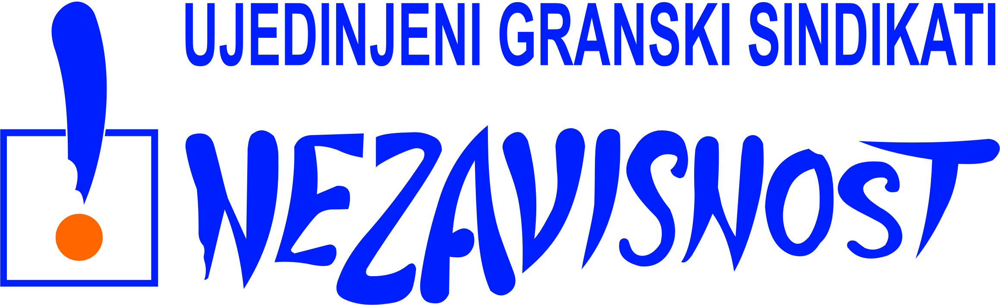 UJEDINJENI GRANSKI SINDIKATI
NEZAVISNOST